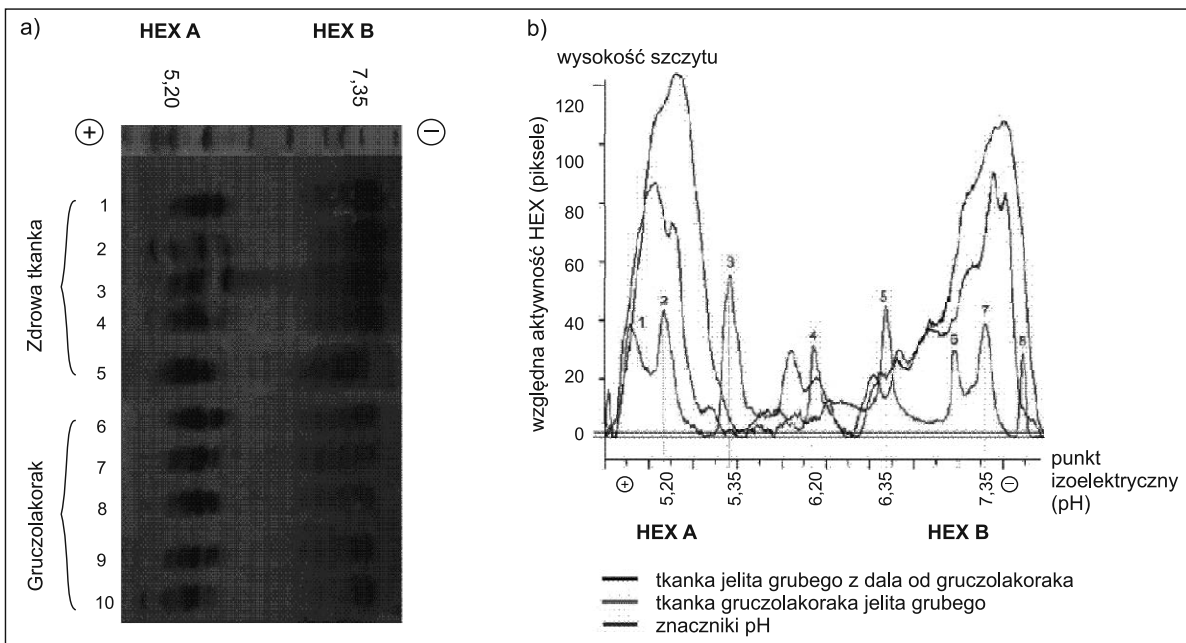 a)
HEX A
HEX B
5,20
7,35
+
−
Zdrowa tkanka
1
2
3
4
5
Gruczolakorak
6
7
8
9
10
b)
wysokość szczytu
względna aktywność HEX (piksele)
120
100
80
60
40
20
0
1
2
3
4
5
6
7
8
+
5,20
5,35
6,20
6,35
7,35
−
punkt
izoelektryczny
(pH)
HEX A
HEX B
tkanka jelita grubego z dala od gruczolakoraka
tkanka gruczolakoraka jelita grubego
znaczniki pH